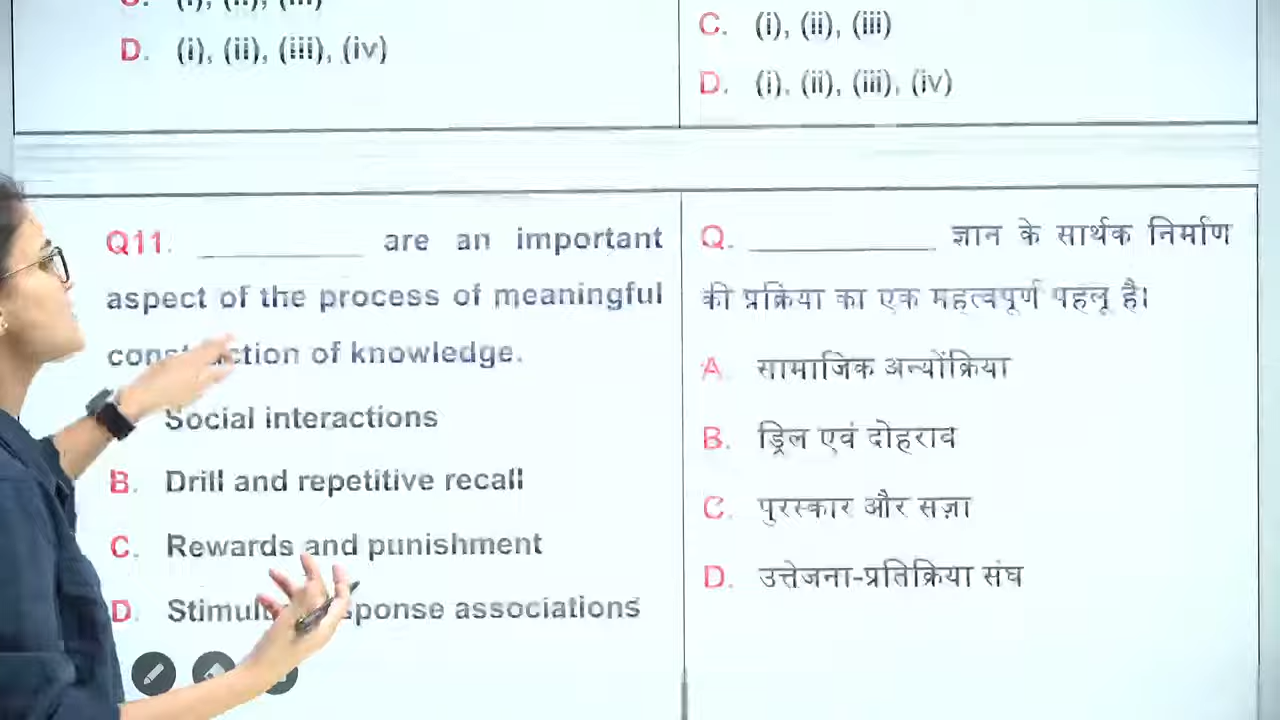 D. (i), (ii), (iii), (iv)
C. (i), (ii), (iii)
D. (i). (ii), (iii), (iv)
Q11. __________ are an important
aspect of the process of meaningful
of knowledge.
Social interactions
B. Drill and repetitive recall
C. Rewards and punishment
D. associations
Q. ___________ ज्ञान के सार्थक निर्माण
की प्रक्रिया का एक महत्वपूर्ण पहलू है।
A. सामाजिक अन्योंक्रिया
B. ड्रिल एवं दोहराव
C. पुरस्कार और सज़ा
D. उत्तेजना-प्रतिक्रिया संघ